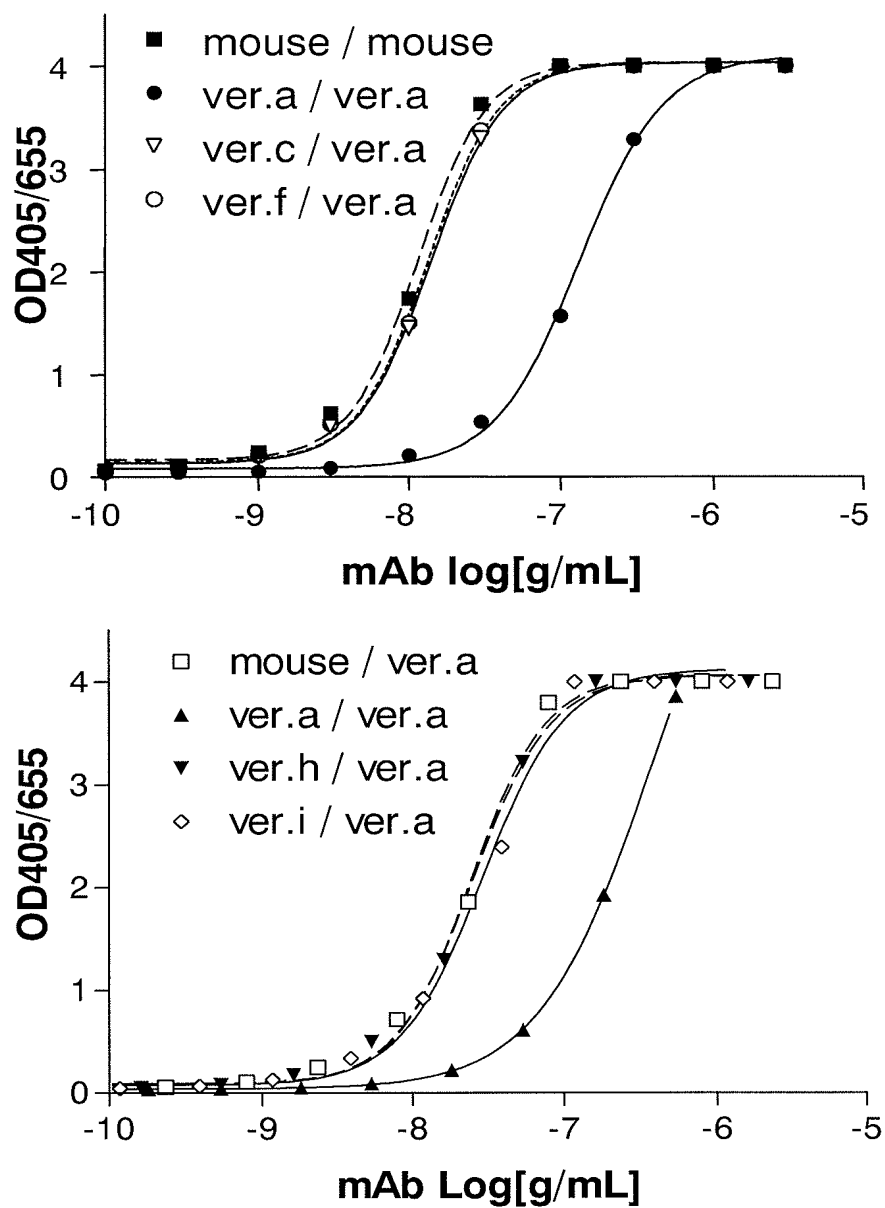 mouse / mouse
ver.a / ver.a
ver.c / ver.a
ver.f / ver.a
OD405/655
4
3
2
1
0
-10 -9 -8 -7 -6 -5
mAb log[g/mL]
mouse / ver.a
ver.a / ver.a
ver.h / ver.a
ver.i / ver.a
OD405/655
4
3
2
1
0
-10 -9 -8 -7 -6 -5
mAb Log[g/mL]